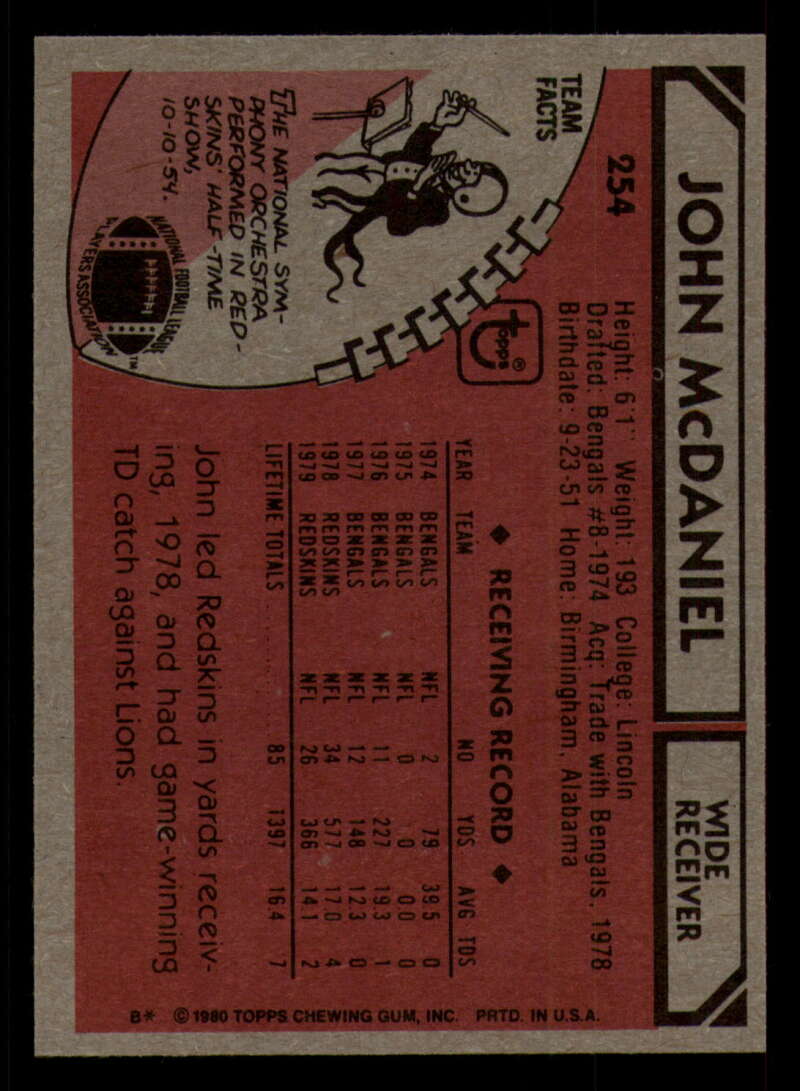 JOHN McDANIEL
WIDE
RECEIVER
254
TEAM
FACTS
THE NATIONAL SYM-
PHONY ORCHESTRA
PERFORMED IN RED-
SKINS' HALF-TIME
SHOW,
10-10-54.
NATIONAL FOOTBALL LEAGUE
PLAYERS ASSOCIATION
TM
Topps®
Height: 6'1" Weight: 193 College: Lincoln
Drafted: Bengals #8-1974 Acq: Trade with Bengals, 1978
Birthdate: 9-23-51 Home: Birmingham, Alabama
◆ RECEIVING RECORD ◆
YEAR TEAM NO YDS AVG TDS
1974 BENGALS NFL 2 79 39.5 0
1975 BENGALS NFL 0 0 0.0 0
1976 BENGALS NFL 11 227 19.3 1
1977 BENGALS NFL 12 148 12.3 0
1978 REDSKINS NFL 34 577 17.0 4
1979 REDSKINS NFL 26 366 14.1 2
LIFETIME TOTALS 85 1397 16.4 7
John led Redskins in yards receiv-
ing, 1978, and had game-winning
TD catch against Lions.
B* © 1980 TOPPS CHEWING GUM, INC. PRTD. IN U.S.A.